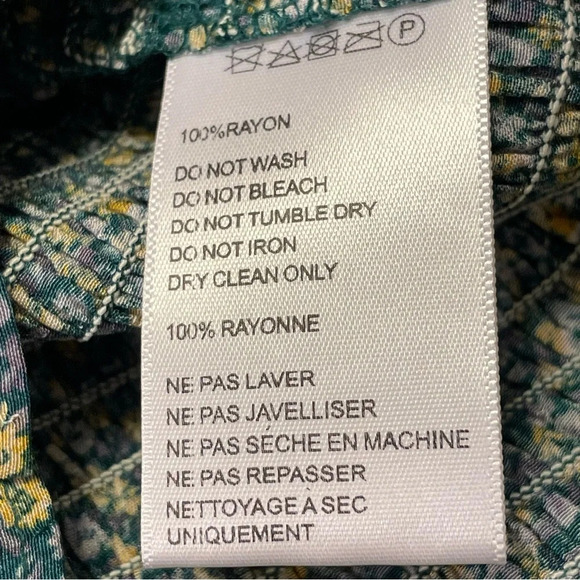 P
100%RAYON
DO NOT WASH
DO NOT BLEACH
DO NOT TUMBLE DRY
DO NOT IRON
DRY CLEAN ONLY
100% RAYONNE
NE PAS LAVER
NE PAS JAVELLISER
NE PAS SÉCHE EN MACHINE
NE PAS REPASSER
NETTOYAGE A SEC
UNIQUEMENT